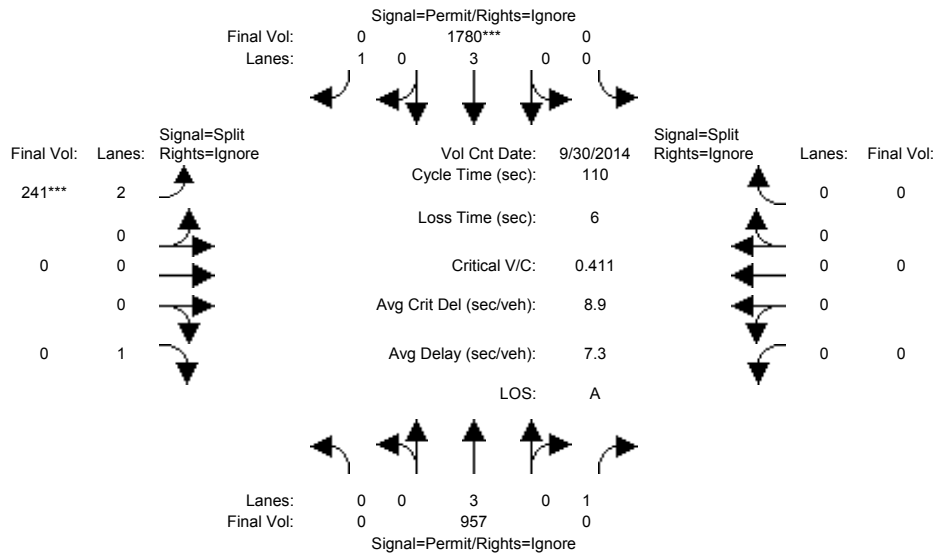 Signal=Permit/Rights=Ignore
Final Vol: 0 1780*** 0
Lanes: 1 0 3 0 0
Signal=Split
Final Vol: Lanes: Rights=Ignore
Vol Cnt Date: 9/30/2014
Signal=Split
Rights=Ignore Lanes: Final Vol:
Cycle Time (sec): 110
241*** 2
0 0
Loss Time (sec): 6
0
0
0 0
Critical V/C: 0.411
0 0
0
Avg Crit Del (sec/veh): 8.9
0
0 1
Avg Delay (sec/veh): 7.3
0 0
LOS: A
Lanes: 0 0 3 0 1
Final Vol: 0 957 0
Signal=Permit/Rights=Ignore